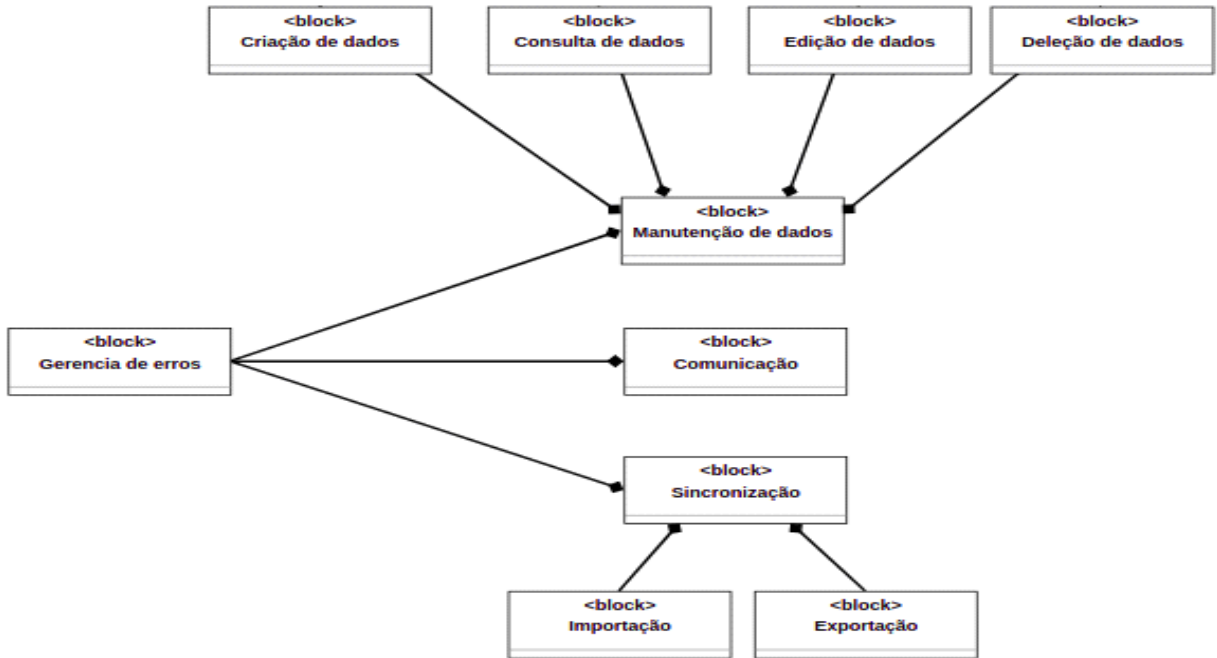 <block>
Criação de dados
<block>
Consulta de dados
<block>
Edição de dados
<block>
Deleção de dados
<block>
Manutenção de dados
<block>
Gerencia de erros
<block>
Comunicação
<block>
Sincronização
<block>
Importação
<block>
Exportação